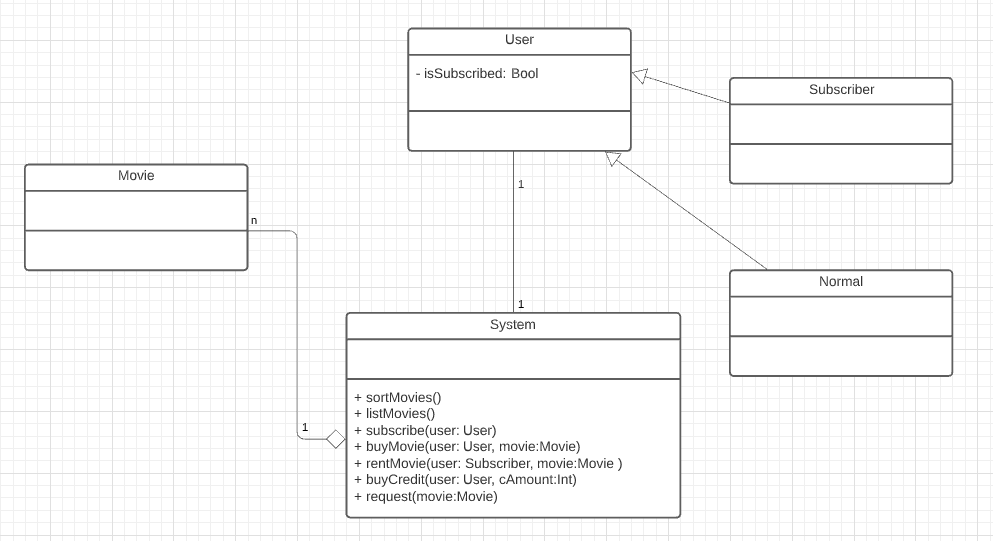 User
- isSubscribed: Bool
Subscriber
Movie
n
1
Normal
1
System
1
+ sortMovies()
+ listMovies()
+ subscribe(user: User)
+ buyMovie(user: User, movie:Movie)
+ rentMovie(user: Subscriber, movie:Movie )
+ buyCredit(user: User, cAmount:Int)
+ request(movie:Movie)